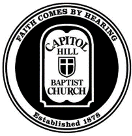 FAITH COMES BY HEARING
CAPITOL
HILL
BAPTIST
CHURCH
Established 1878